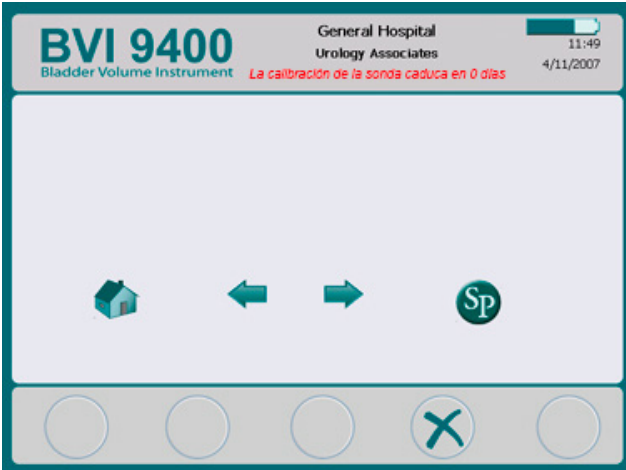 BVI 9400
Bladder Volume Instrument
General Hospital
Urology Associates
La calibración de la sonda caduca en 0 días
11:49
4/11/2007
SP